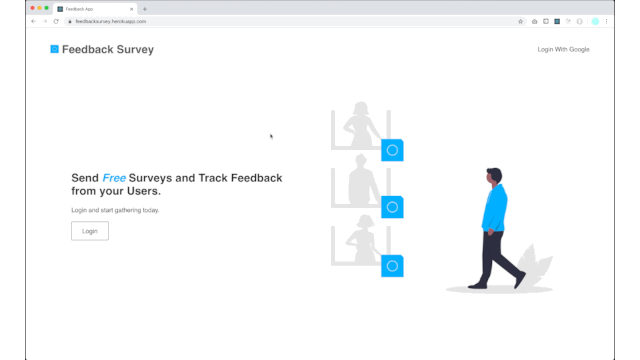 Feedback App
feedbacksurvey.herokuapp.com
Feedback Survey
Login With Google
Send Free Surveys and Track Feedback
from your Users.
Login and start gathering today.
Login